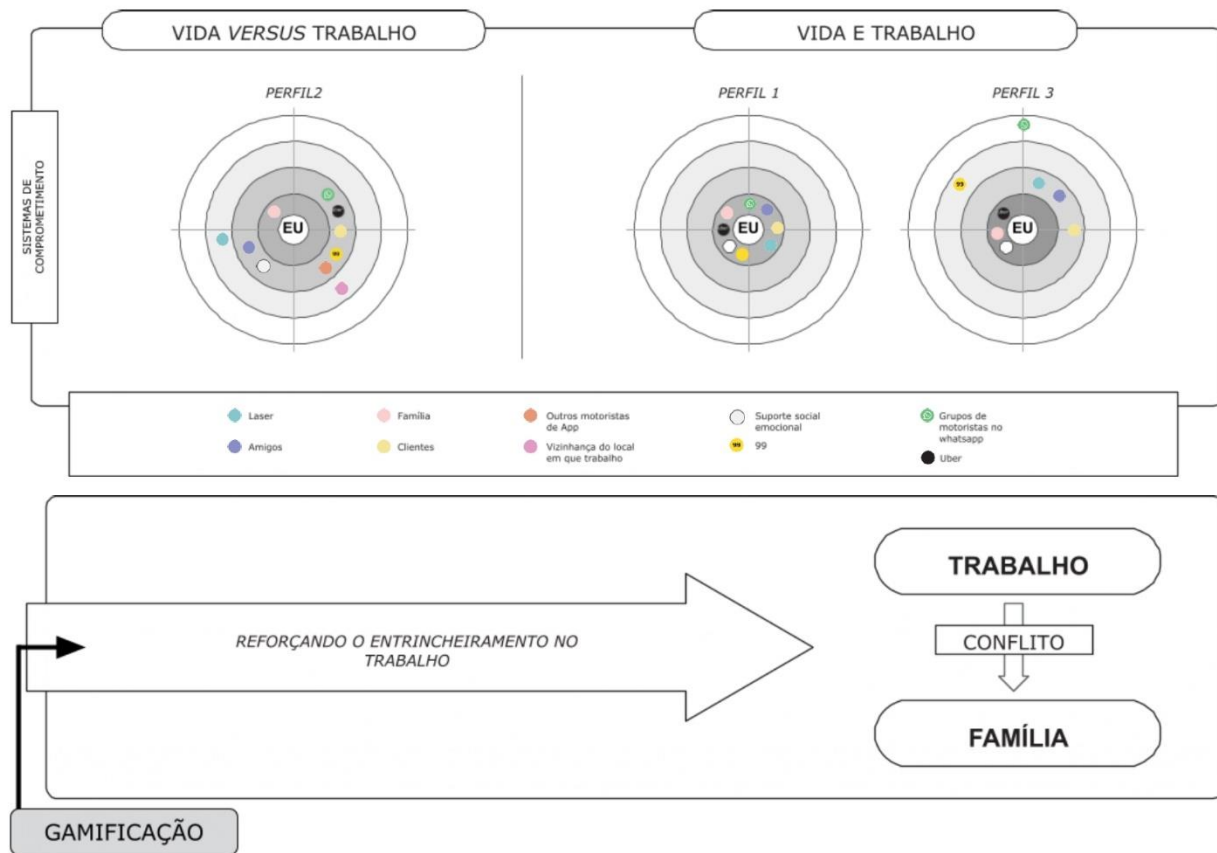 VIDA VERSUS TRABALHO
VIDA E TRABALHO
PERFIL2
PERFIL 1
PERFIL 3
SISTEMAS DE
COMPROMETIMENTO
EU
EU
EU
99
99
99
Laser
Família
Outros motoristas
de App
Suporte social
emocional
Grupos de
motoristas no
whatsapp
Amigos
Clientes
Vizinhança do local
em que trabalho
99
99
Uber
REFORÇANDO O ENTRINCHEIRAMENTO NO
TRABALHO
TRABALHO
CONFLITO
FAMÍLIA
GAMIFICAÇÃO